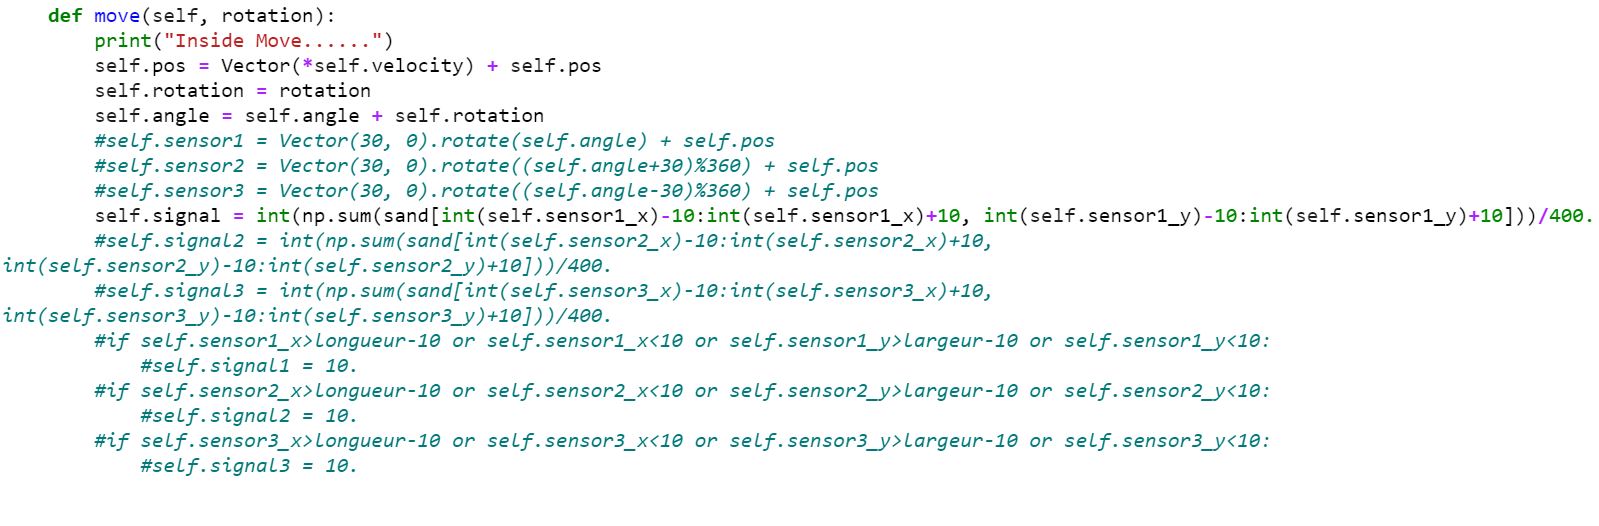 def move(self, rotation):
print("Inside Move......")
self.pos = Vector(*self.velocity) + self.pos
self.rotation = rotation
self.angle = self.angle + self.rotation
#self.sensor1 = Vector(30, 0).rotate(self.angle) + self.pos
#self.sensor2 = Vector(30, 0).rotate((self.angle+30)%360) + self.pos
#self.sensor3 = Vector(30, 0).rotate((self.angle-30)%360) + self.pos
self.signal = int(np.sum(sand[int(self.sensor1_x)-10:int(self.sensor1_x)+10, int(self.sensor1_y)-10:int(self.sensor1_y)+10]))/400.
#self.signal2 = int(np.sum(sand[int(self.sensor2_x)-10:int(self.sensor2_x)+10,
int(self.sensor2_y)-10:int(self.sensor2_y)+10]))/400.
#self.signal3 = int(np.sum(sand[int(self.sensor3_x)-10:int(self.sensor3_x)+10,
int(self.sensor3_y)-10:int(self.sensor3_y)+10]))/400.
#if self.sensor1_x>longueur-10 or self.sensor1_x<10 or self.sensor1_y>largeur-10 or self.sensor1_y<10:
#self.signal1 = 10.
#if self.sensor2_x>longueur-10 or self.sensor2_x<10 or self.sensor2_y>largeur-10 or self.sensor2_y<10:
#self.signal2 = 10.
#if self.sensor3_x>longueur-10 or self.sensor3_x<10 or self.sensor3_y>largeur-10 or self.sensor3_y<10:
#self.signal3 = 10.